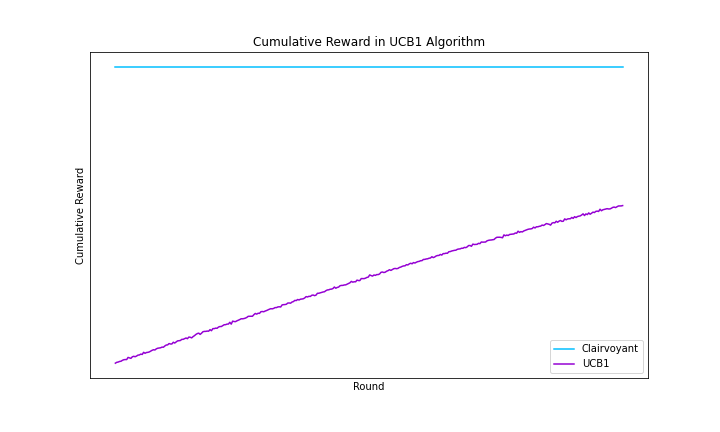 Cumulative Reward in UCB1 Algorithm
Cumulative Reward
Clairvoyant
UCB1
Round